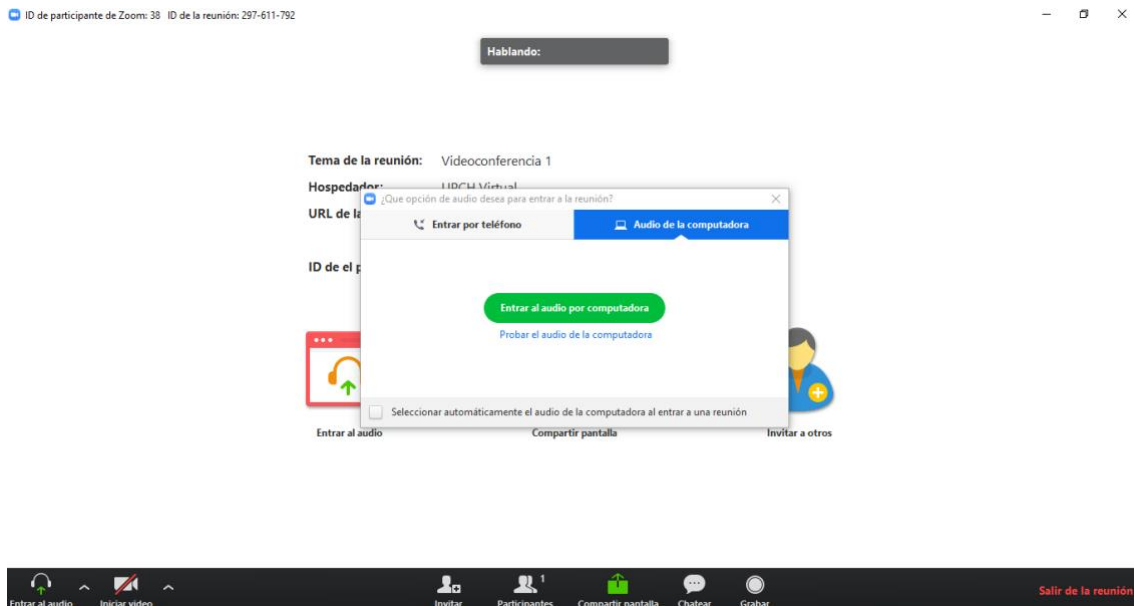 ID de participante de Zoom: 38 ID de la reunión: 297-611-792
Hablando:
Tema de la reunión: Videoconferencia 1
Hospedador: UPCH Virtual
¿Que opción de audio desea para entrar a la reunión?
URL de la
Entrar por teléfono
Audio de la computadora
ID de el p
Entrar al audio por computadora
Probar el audio de la computadora
Seleccionar automáticamente el audio de la computadora al entrar a una reunión
Entrar al audio
Compartir pantalla
Invitar a otros
1
Entrar al audio
Iniciar video
Invitar
Participantes
Compartir pantalla
Chatear
Grabar
Salir de la reunión